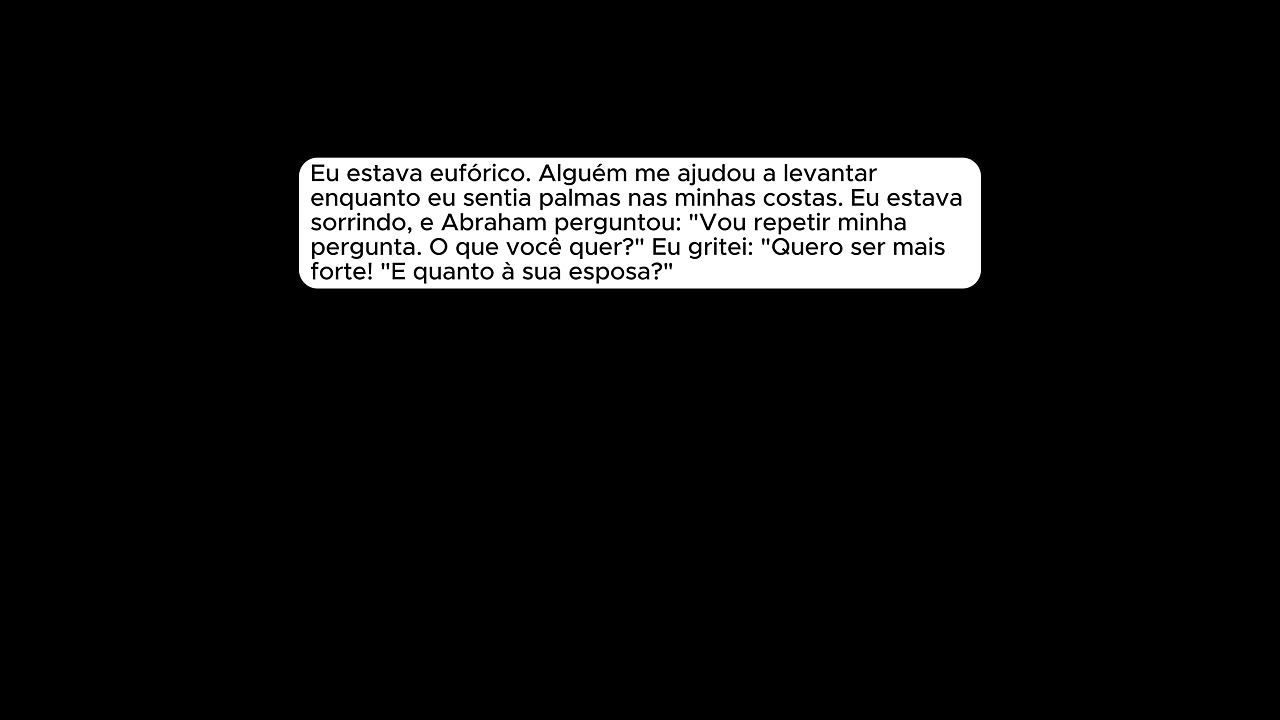 Eu estava eufórico. Alguém me ajudou a levantar
enquanto eu sentia palmas nas minhas costas. Eu estava
sorrindo, e Abraham perguntou: "Vou repetir minha
pergunta. O que você quer?" Eu gritei: "Quero ser mais
forte! "E quanto à sua esposa?"